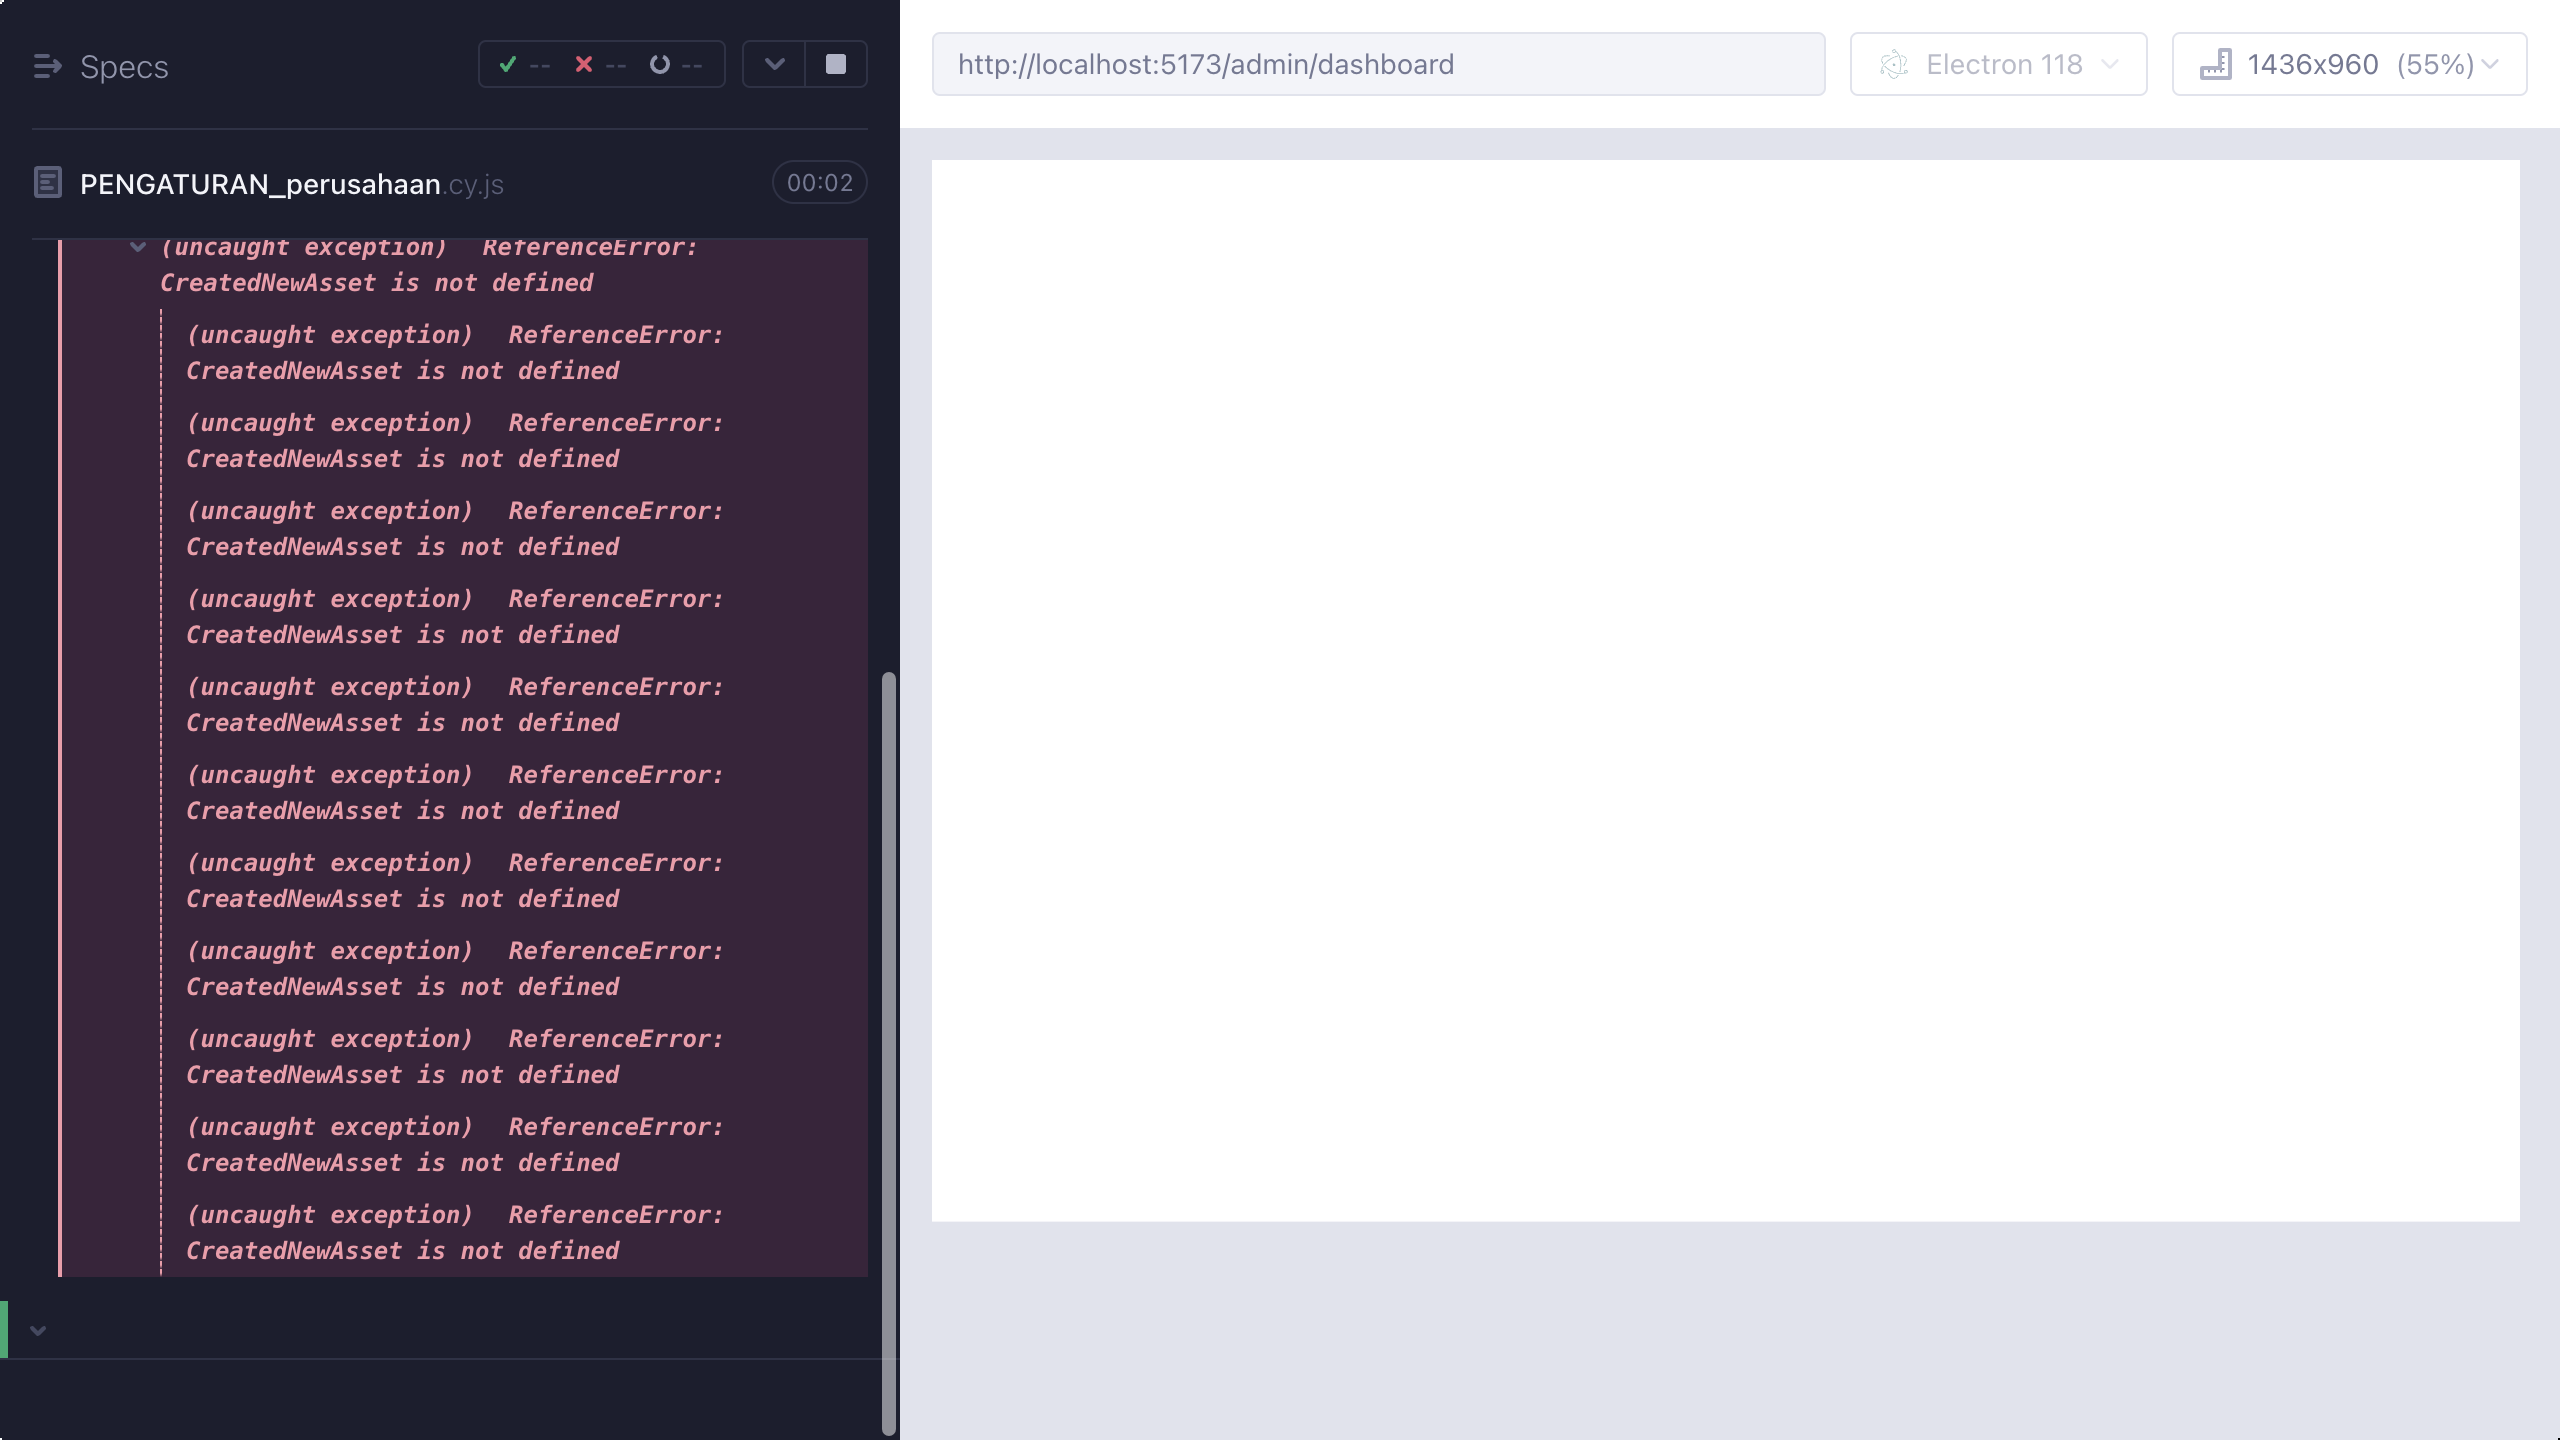 Specs
-- -- --
PENGATURAN_perusahaan.cy.js 00:02
(uncaught exception) ReferenceError:
CreatedNewAsset is not defined
(uncaught exception) ReferenceError:
CreatedNewAsset is not defined
(uncaught exception) ReferenceError:
CreatedNewAsset is not defined
(uncaught exception) ReferenceError:
CreatedNewAsset is not defined
(uncaught exception) ReferenceError:
CreatedNewAsset is not defined
(uncaught exception) ReferenceError:
CreatedNewAsset is not defined
(uncaught exception) ReferenceError:
CreatedNewAsset is not defined
(uncaught exception) ReferenceError:
CreatedNewAsset is not defined
(uncaught exception) ReferenceError:
CreatedNewAsset is not defined
(uncaught exception) ReferenceError:
CreatedNewAsset is not defined
(uncaught exception) ReferenceError:
CreatedNewAsset is not defined
(uncaught exception) ReferenceError:
CreatedNewAsset is not defined
http://localhost:5173/admin/dashboard
Electron 118
1436x960 (55%)